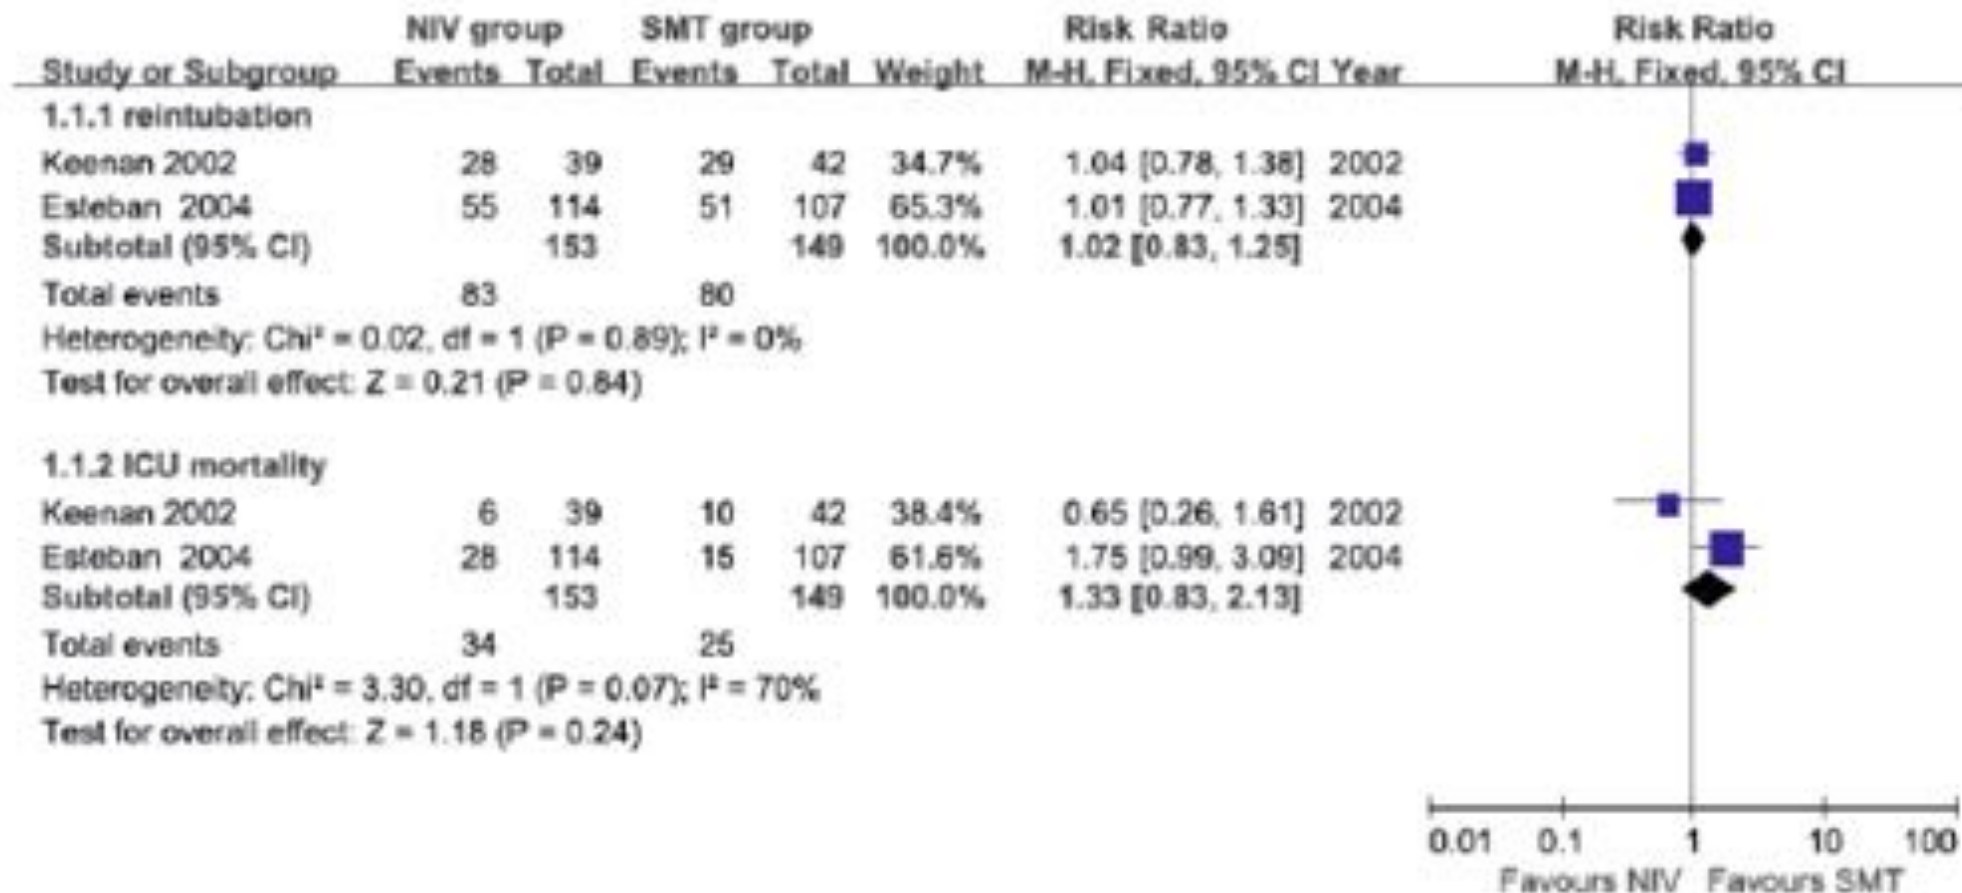 NIV group SMT group Risk Ratio Risk Ratio
Study or Subgroup Events Total Events Total Weight M-H, Fixed, 95% CI Year M-H, Fixed, 95% CI
1.1.1 reintubation
Keenan 2002 28 39 29 42 34.7% 1.04 [0.78, 1.38] 2002
Esteban 2004 55 114 51 107 65.3% 1.01 [0.77, 1.33] 2004
Subtotal (95% CI) 153 149 100.0% 1.02 [0.83, 1.25]
Total events 83 80
Heterogeneity: Chi² = 0.02, df = 1 (P = 0.89); I² = 0%
Test for overall effect: Z = 0.21 (P = 0.84)
1.1.2 ICU mortality
Keenan 2002 6 39 10 42 38.4% 0.65 [0.26, 1.61] 2002
Esteban 2004 28 114 15 107 61.6% 1.75 [0.99, 3.09] 2004
Subtotal (95% CI) 153 149 100.0% 1.33 [0.83, 2.13]
Total events 34 25
Heterogeneity: Chi² = 3.30, df = 1 (P = 0.07); I² = 70%
Test for overall effect: Z = 1.18 (P = 0.24)
0.01 0.1 1 10 100
Favours NIV Favours SMT